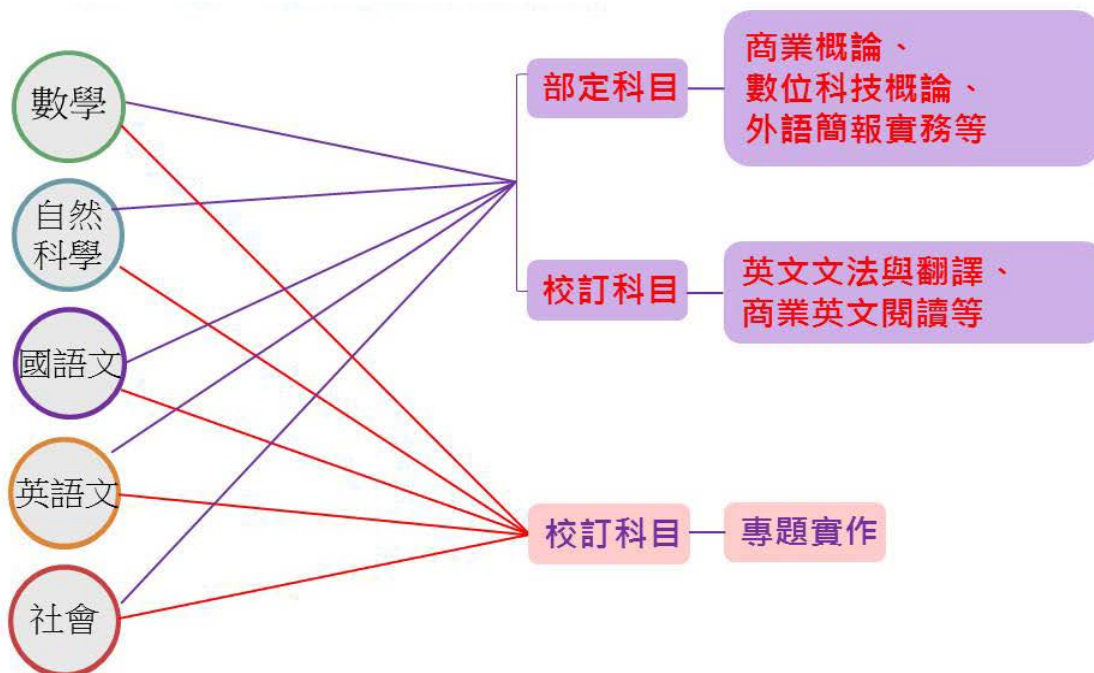 數學
自然
科學
國語文
英語文
社會
部定科目
商業概論、
數位科技概論、
外語簡報實務等
校訂科目
英文文法與翻譯、
商業英文閱讀等
校訂科目
專題實作